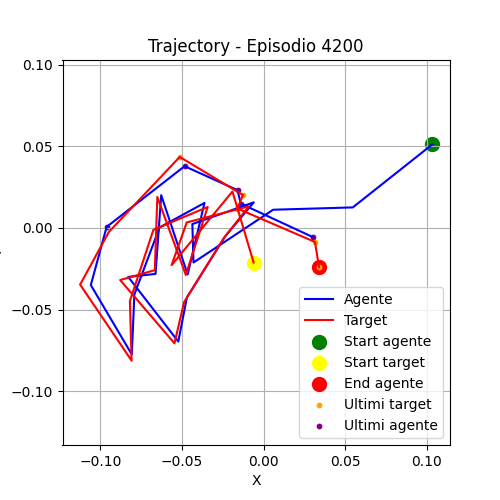 Trajectory - Episodio 4200
0.10
0.05
0.00
−0.05
−0.10
−0.10
−0.05
0.00
0.05
0.10
X
Agente
Target
Start agente
Start target
End agente
Ultimi target
Ultimi agente